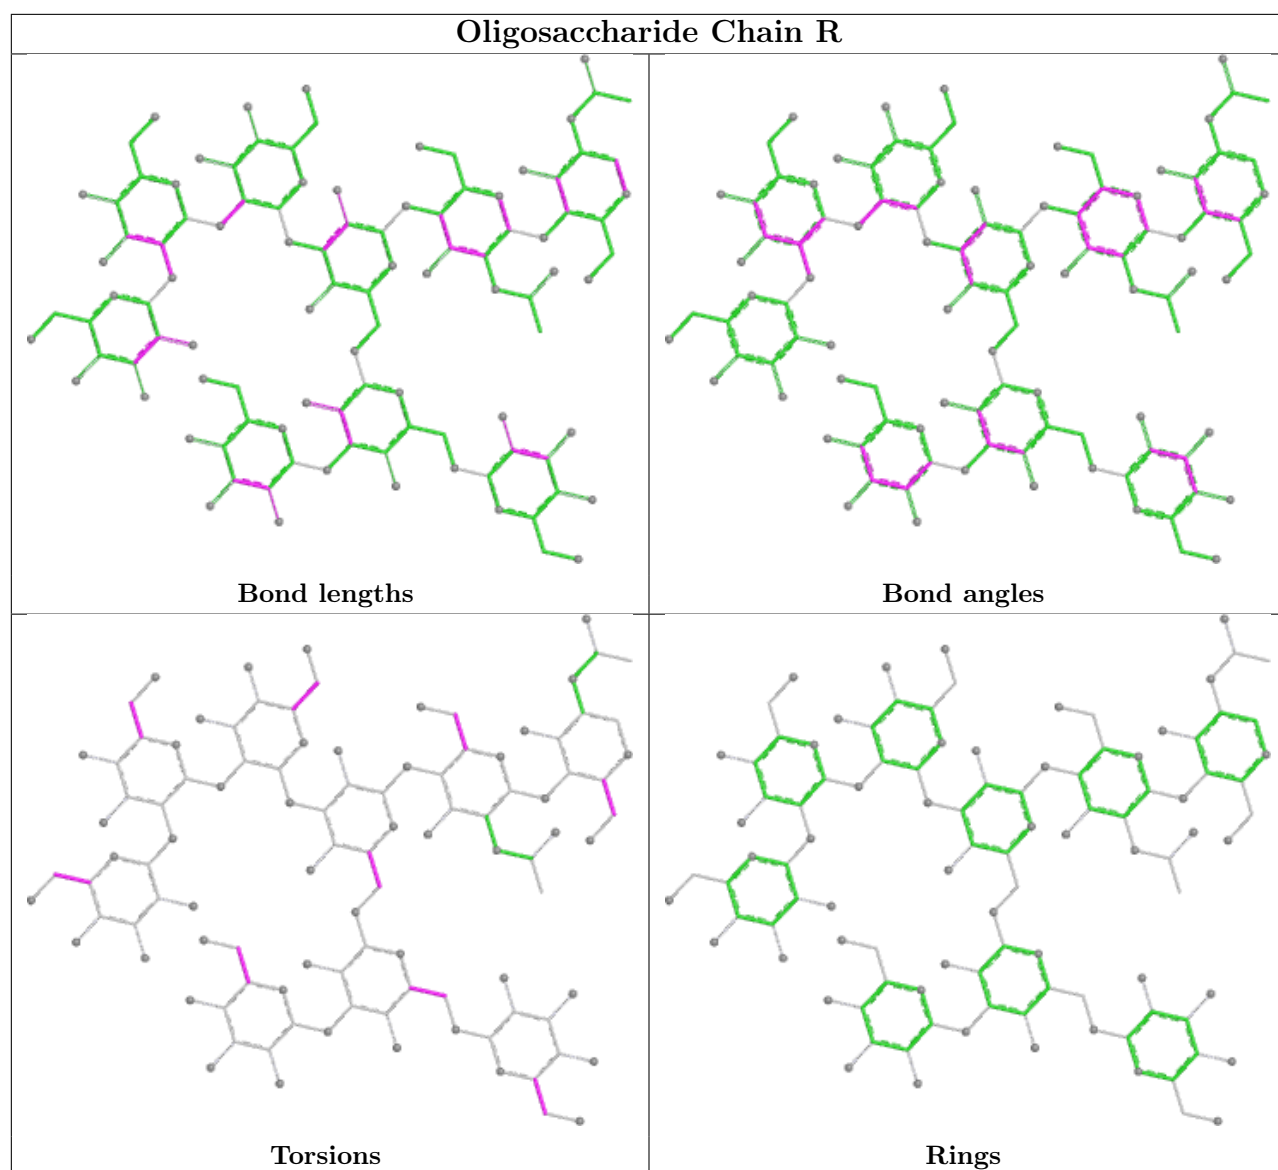 Oligosaccharide Chain R
Bond lengths
Bond angles
Torsions
Rings